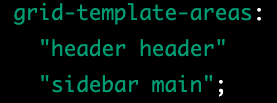 grid-template-areas:
"header header"
"sidebar main";